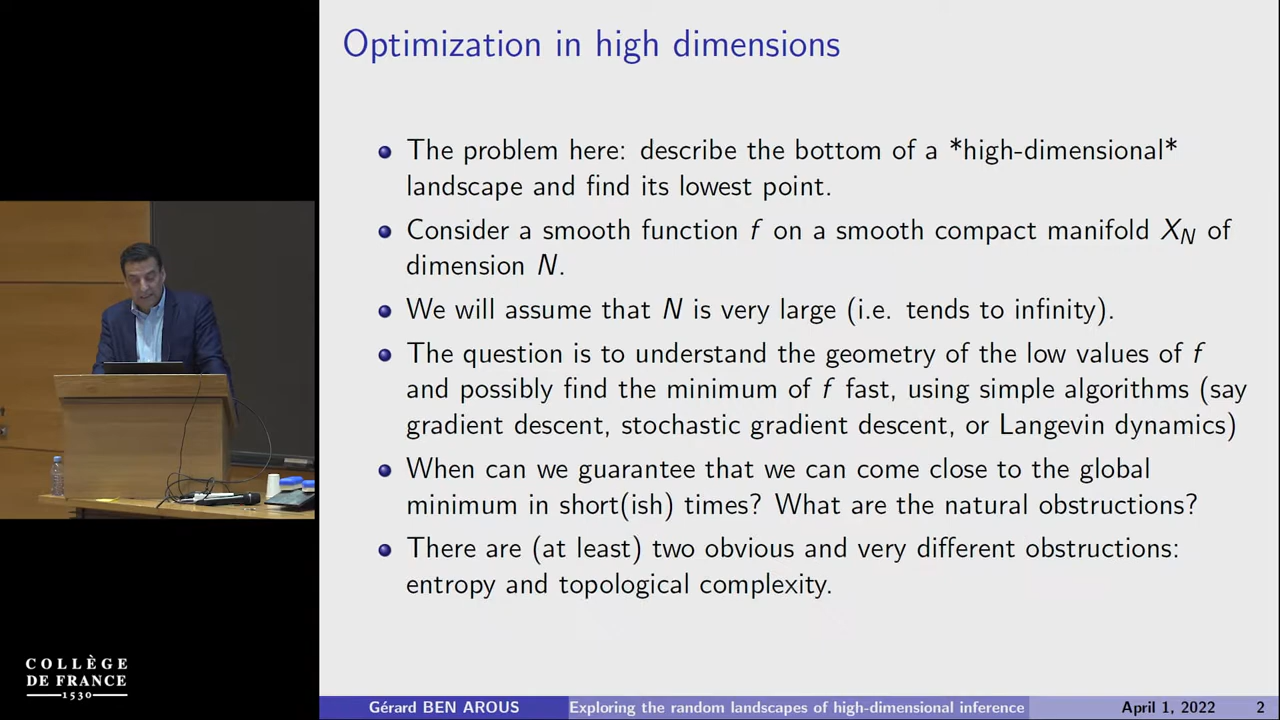 Optimization in high dimensions
The problem here: describe the bottom of a *high-dimensional*
landscape and find its lowest point.
Consider a smooth function f on a smooth compact manifold X_N of
dimension N.
We will assume that N is very large (i.e. tends to infinity).
The question is to understand the geometry of the low values of f
and possibly find the minimum of f fast, using simple algorithms (say
gradient descent, stochastic gradient descent, or Langevin dynamics)
When can we guarantee that we can come close to the global
minimum in short(ish) times? What are the natural obstructions?
There are (at least) two obvious and very different obstructions:
entropy and topological complexity.
COLLÈGE
DE FRANCE
1530
Gérard BEN AROUS Exploring the random landscapes of high-dimensional inference April 1, 2022 2